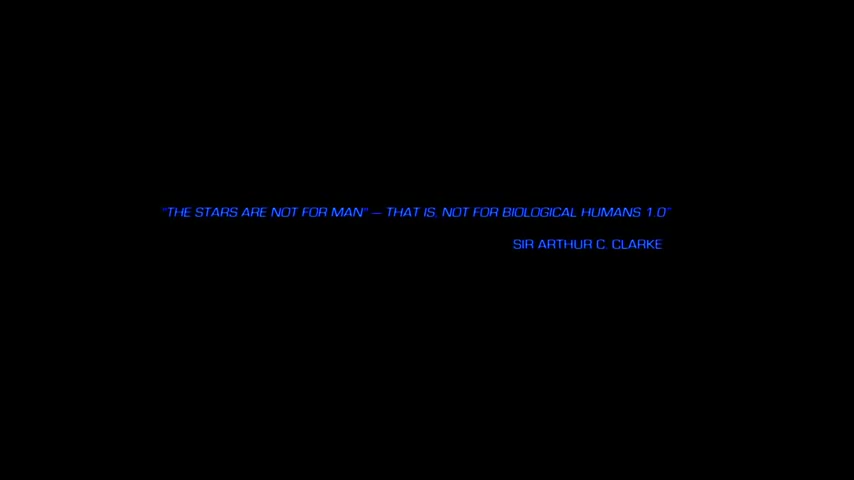 "THE STARS ARE NOT FOR MAN" – THAT IS, NOT FOR BIOLOGICAL HUMANS 1.0"
SIR ARTHUR C. CLARKE